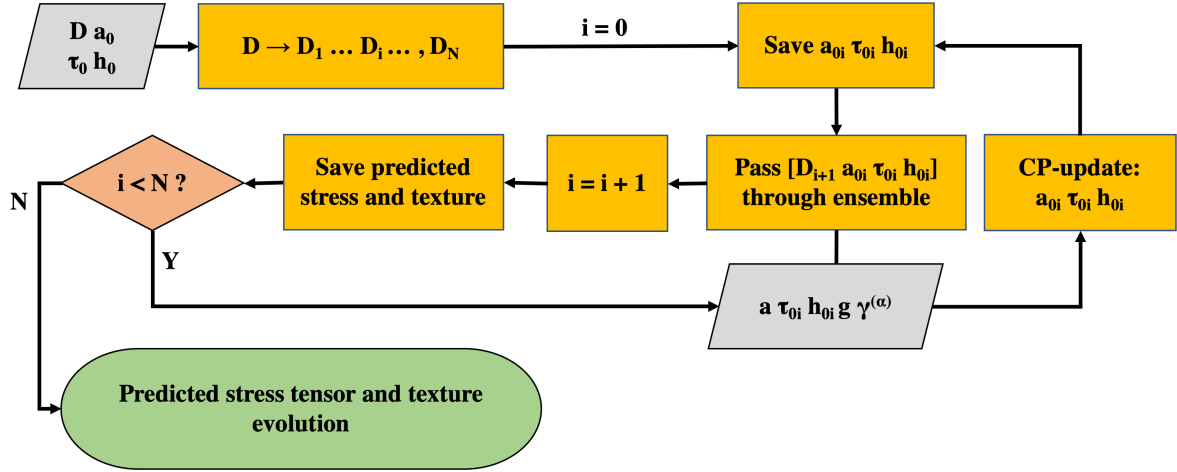 D a₀
τ₀ h₀
D → D₁ … Dᵢ … , D_N
i = 0
Save a₀ᵢ τ₀ᵢ h₀ᵢ
N
i < N ?
Save predicted
stress and texture
i = i + 1
Pass [Dᵢ₊₁ a₀ᵢ τ₀ᵢ h₀ᵢ]
through ensemble
CP-update:
a₀ᵢ τ₀ᵢ h₀ᵢ
Y
a τ₀ᵢ h₀ᵢ g γ⁽ᵅ⁾
Predicted stress tensor and texture
evolution